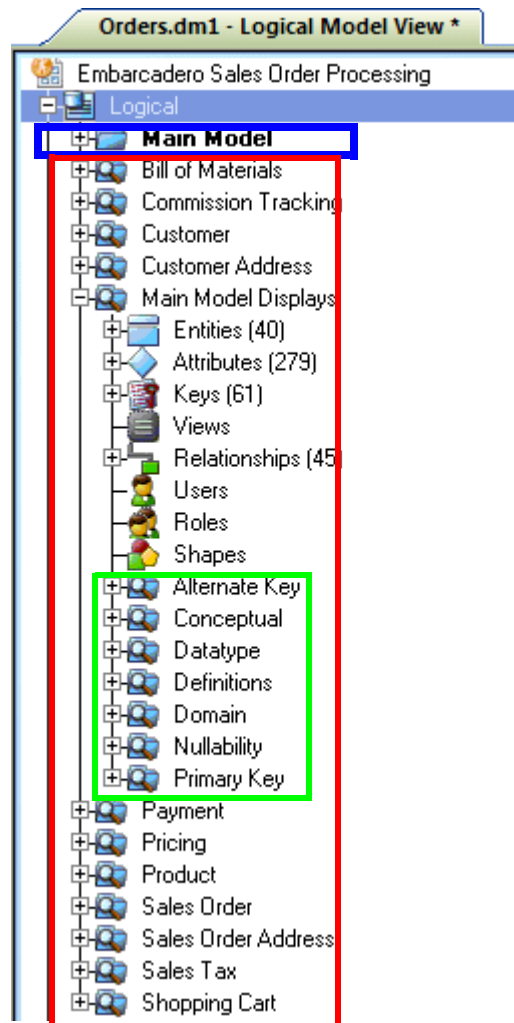 Orders.dm1 - Logical Model View *
Embarcadero Sales Order Processing
Logical
Main Model
Bill of Materials
Commission Tracking
Customer
Customer Address
Main Model Displays
Entities (40)
Attributes (279)
Keys (61)
Views
Relationships (45
Users
Roles
Shapes
Alternate Key
Conceptual
Datatype
Definitions
Domain
Nullability
Primary Key
Payment
Pricing
Product
Sales Order
Sales Order Address
Sales Tax
Shopping Cart